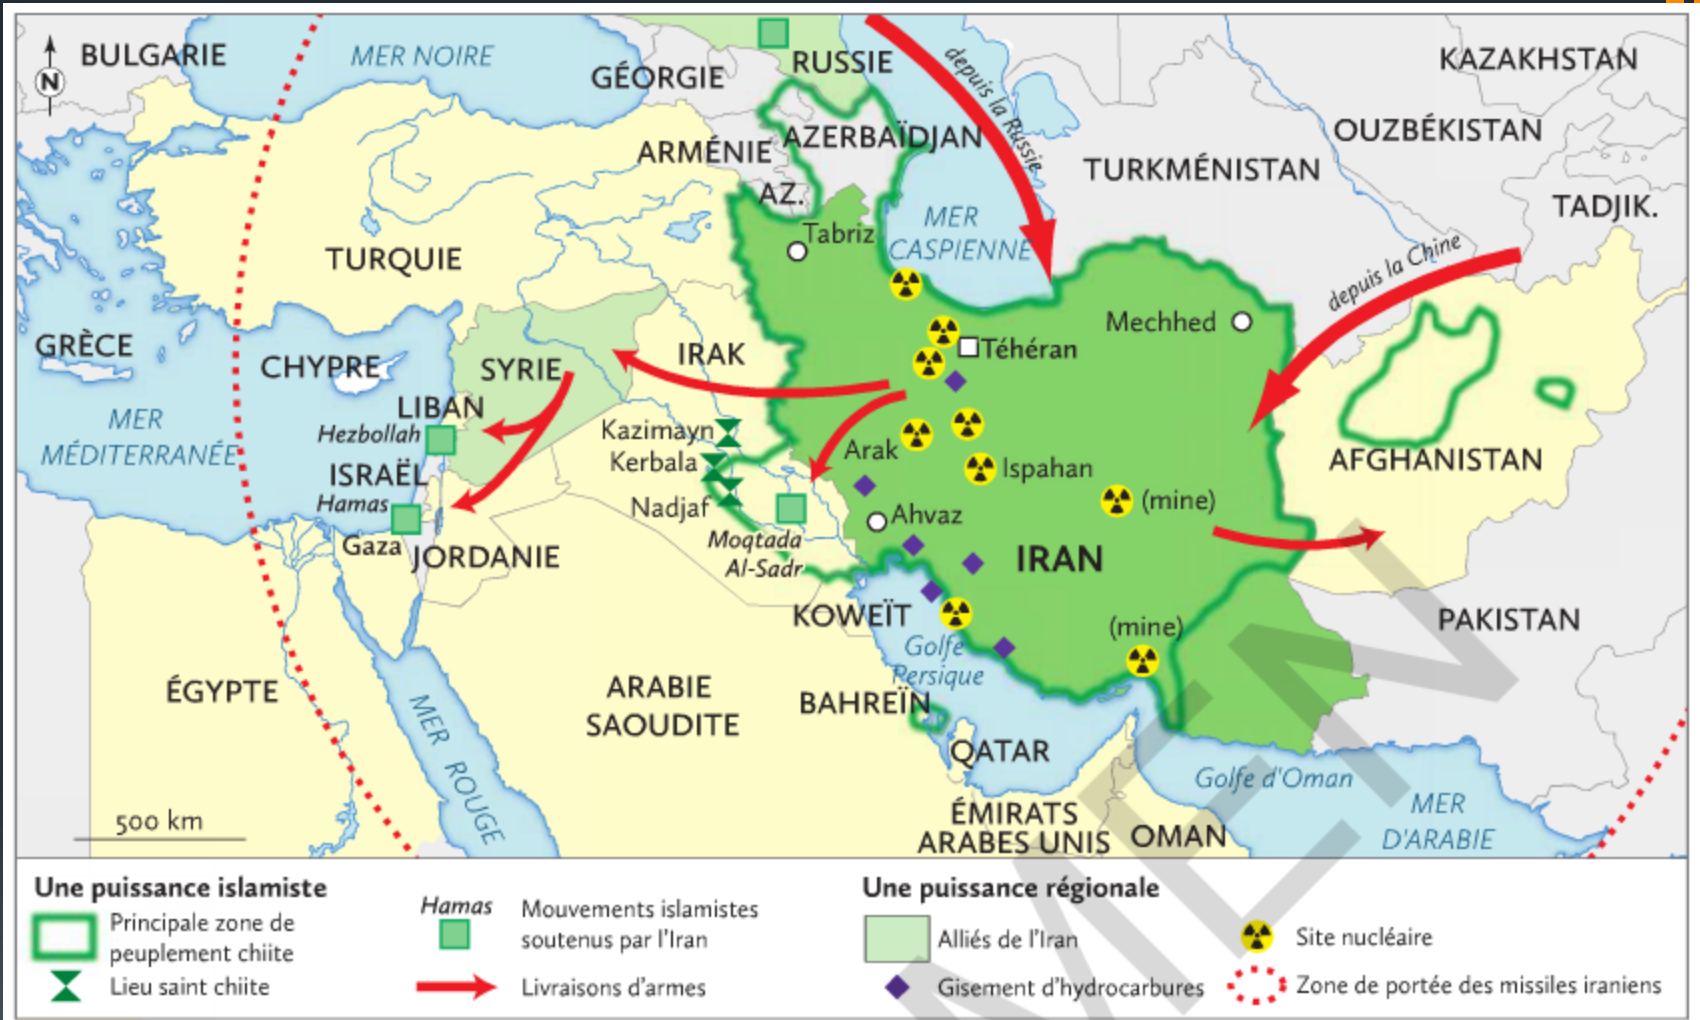 BULGARIE
MER NOIRE
GÉORGIE
RUSSIE
depuis la Russie
KAZAKHSTAN
N
ARMÉNIE
AZERBAÏDJAN
OUZBÉKISTAN
TURKMÉNISTAN
AZ.
TADJIK.
TURQUIE
Tabriz
MER
CASPIENNE
depuis la Chine
GRÈCE
CHYPRE
SYRIE
IRAK
Téhéran
Mechhed
MER
MÉDITERRANÉE
LIBAN
Hezbollah
Kazimayn
Kerbala
Arak
Ispahan
AFGHANISTAN
ISRAËL
Hamas
Nadjaf
Ahvaz
(mine)
Gaza
JORDANIE
Moqtada
Al-Sadr
IRAN
KOWEÏT
Golfe
Persique
(mine)
PAKISTAN
ÉGYPTE
MER ROUGE
ARABIE
SAOUDITE
BAHREÏN
QATAR
Golfe d'Oman
ÉMIRATS
ARABES UNIS
OMAN
MER
D'ARABIE
500 km
MEN
Une puissance islamiste
Principale zone de
peuplement chiite
Lieu saint chiite
Hamas
Mouvements islamistes
soutenus par l'Iran
Livraisons d'armes
Une puissance régionale
Alliés de l'Iran
Gisement d'hydrocarbures
Site nucléaire
Zone de portée des missiles iraniens